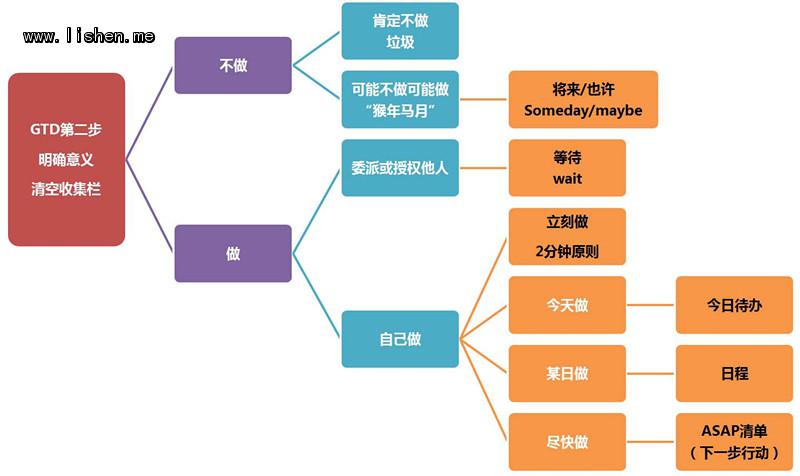 www.lishen.me
GTD第二步
明确意义
清空收集栏
不做
肯定不做
垃圾
可能不做可能做
“猴年马月”
将来/也许
Someday/maybe
做
委派或授权他人
等待
wait
自己做
立刻做
2分钟原则
今天做
今日待办
某日做
日程
尽快做
ASAP清单
（下一步行动）